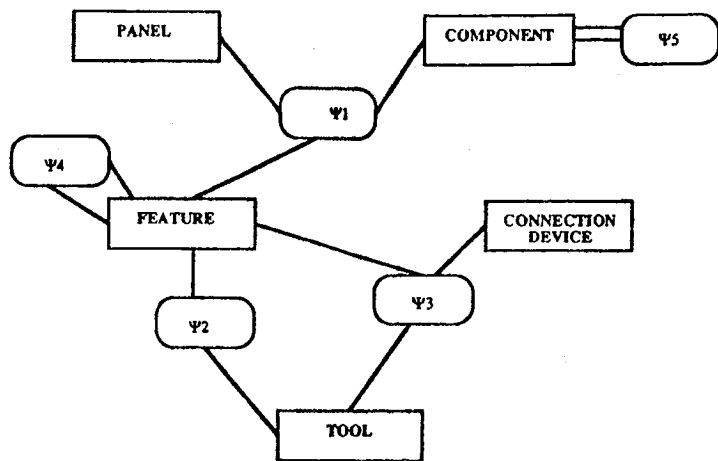 PANEL
COMPONENT
Ψ5
Ψ1
Ψ4
FEATURE
CONNECTION
DEVICE
Ψ2
Ψ3
TOOL